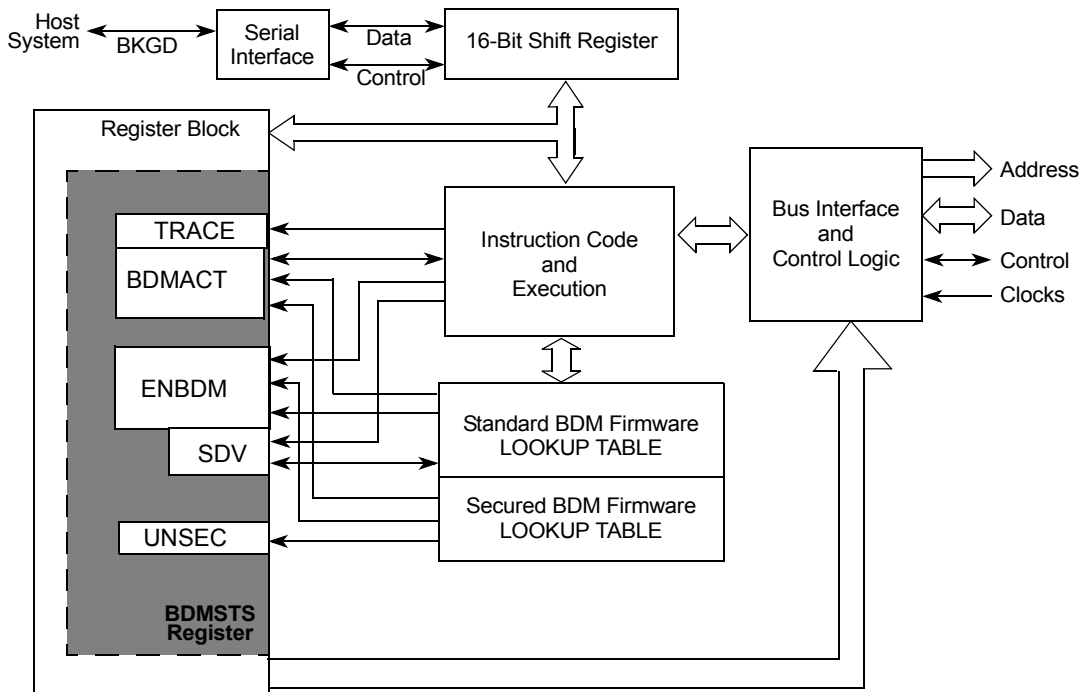 Host
System
BKGD
Serial
Interface
Data
Control
16-Bit Shift Register
Register Block
TRACE
BDMACT
ENBDM
SDV
UNSEC
BDMSTS
Register
Instruction Code
and
Execution
Standard BDM Firmware
LOOKUP TABLE
Secured BDM Firmware
LOOKUP TABLE
Bus Interface
and
Control Logic
Address
Data
Control
Clocks